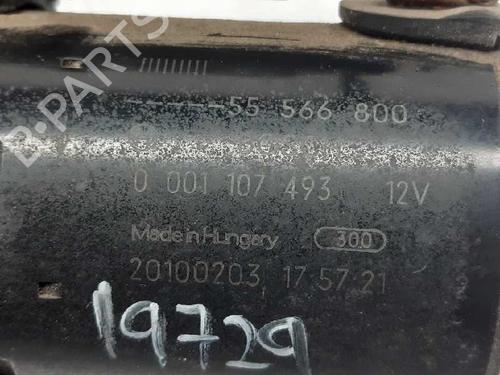 B-PARTS
55 566 800
0 001 107 493 12V
Made in Hungary 300
20100203 17 57 21
19729